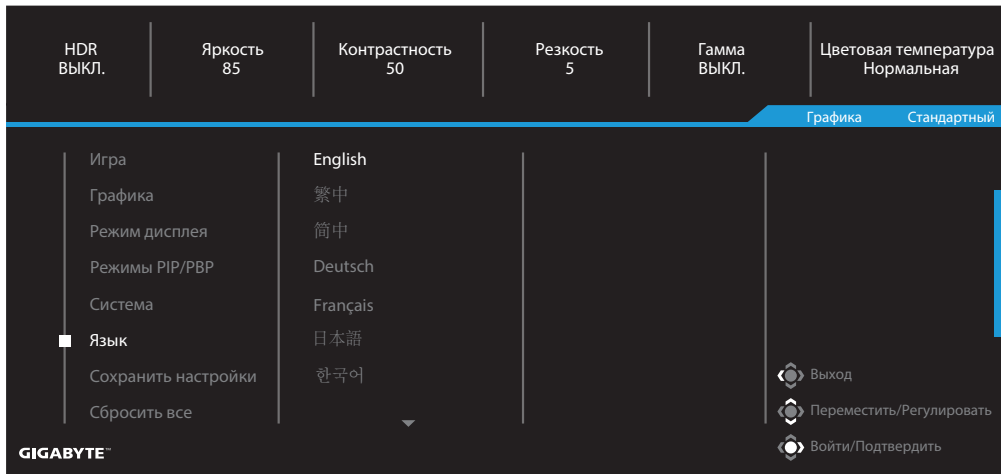 HDR
ВЫКЛ.
Яркость
85
Контрастность
50
Резкость
5
Гамма
ВЫКЛ.
Цветовая температура
Нормальная
Графика Стандартный
Игра
Графика
Режим дисплея
Режимы PIP/PBP
Система
Язык
Сохранить настройки
Сбросить все
English
繁中
简中
Deutsch
Français
日本語
한국어
Выход
Переместить/Регулировать
Войти/Подтвердить
GIGABYTE™